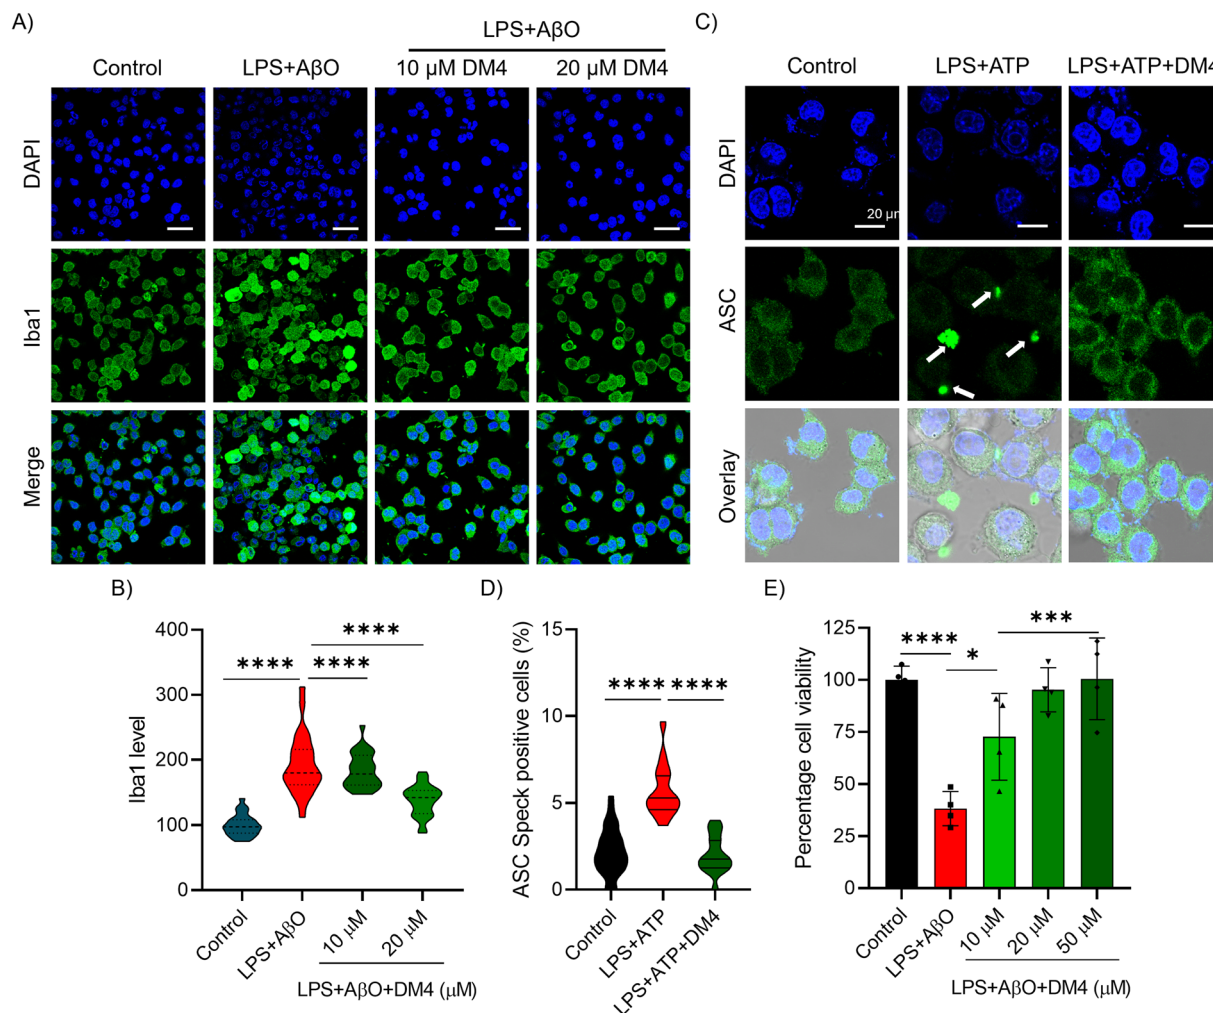 A)
LPS+AβO
Control
LPS+AβO
10 µM DM4
20 µM DM4
DAPI
Iba1
Merge
C)
Control
LPS+ATP
LPS+ATP+DM4
DAPI
20 µm
ASC
Overlay
B)
Iba1 level
400
300
200
100
0
****
****
****
Control
LPS+AβO
10 µM
20 µM
LPS+AβO+DM4 (µM)
D)
ASC Speck positive cells (%)
15
10
5
0
****
****
Control
LPS+ATP
LPS+ATP+DM4
E)
Percentage cell viability
125
100
75
50
25
0
****
*
***
Control
LPS+AβO
10 µM
20 µM
50 µM
LPS+AβO+DM4 (µM)